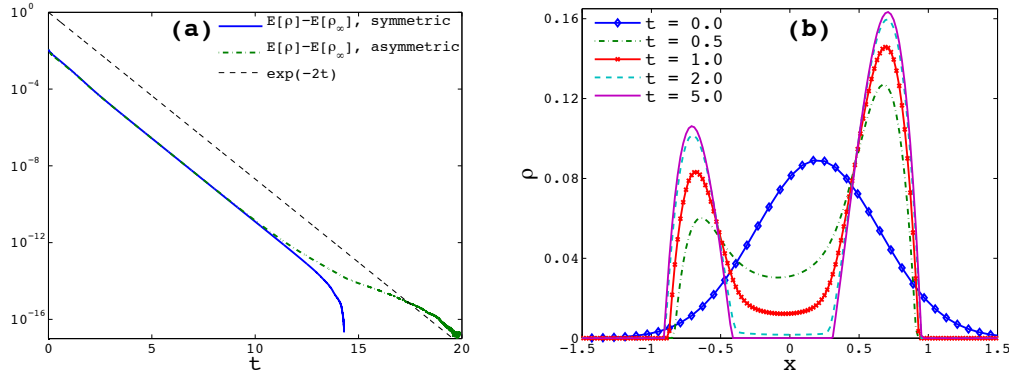 (a)
E[ρ]−E[ρ∞], symmetric
E[ρ]−E[ρ∞], asymmetric
exp(−2t)
10^0
10^-4
10^-8
10^-12
10^-16
0 5 10 15 20
t
(b)
t = 0.0
t = 0.5
t = 1.0
t = 2.0
t = 5.0
0.16
0.12
0.08
0.04
0
ρ
−1.5 −1 −0.5 0 0.5 1 1.5
x